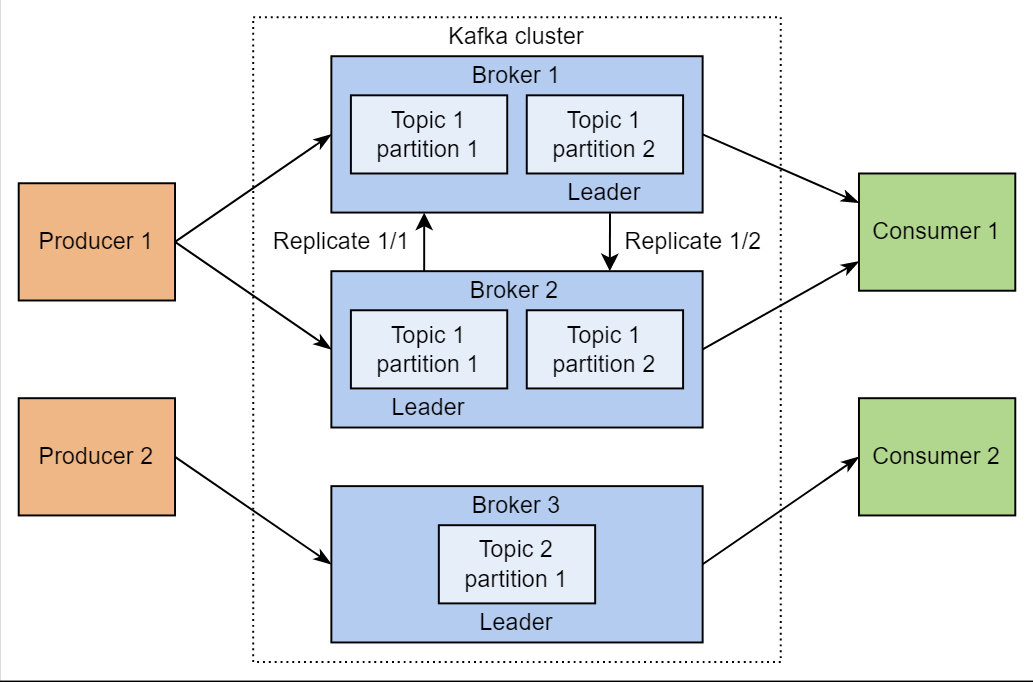 Kafka cluster
Broker 1
Topic 1
partition 1
Topic 1
partition 2
Leader
Producer 1
Replicate 1/1
Replicate 1/2
Consumer 1
Broker 2
Topic 1
partition 1
Topic 1
partition 2
Leader
Producer 2
Consumer 2
Broker 3
Topic 2
partition 1
Leader